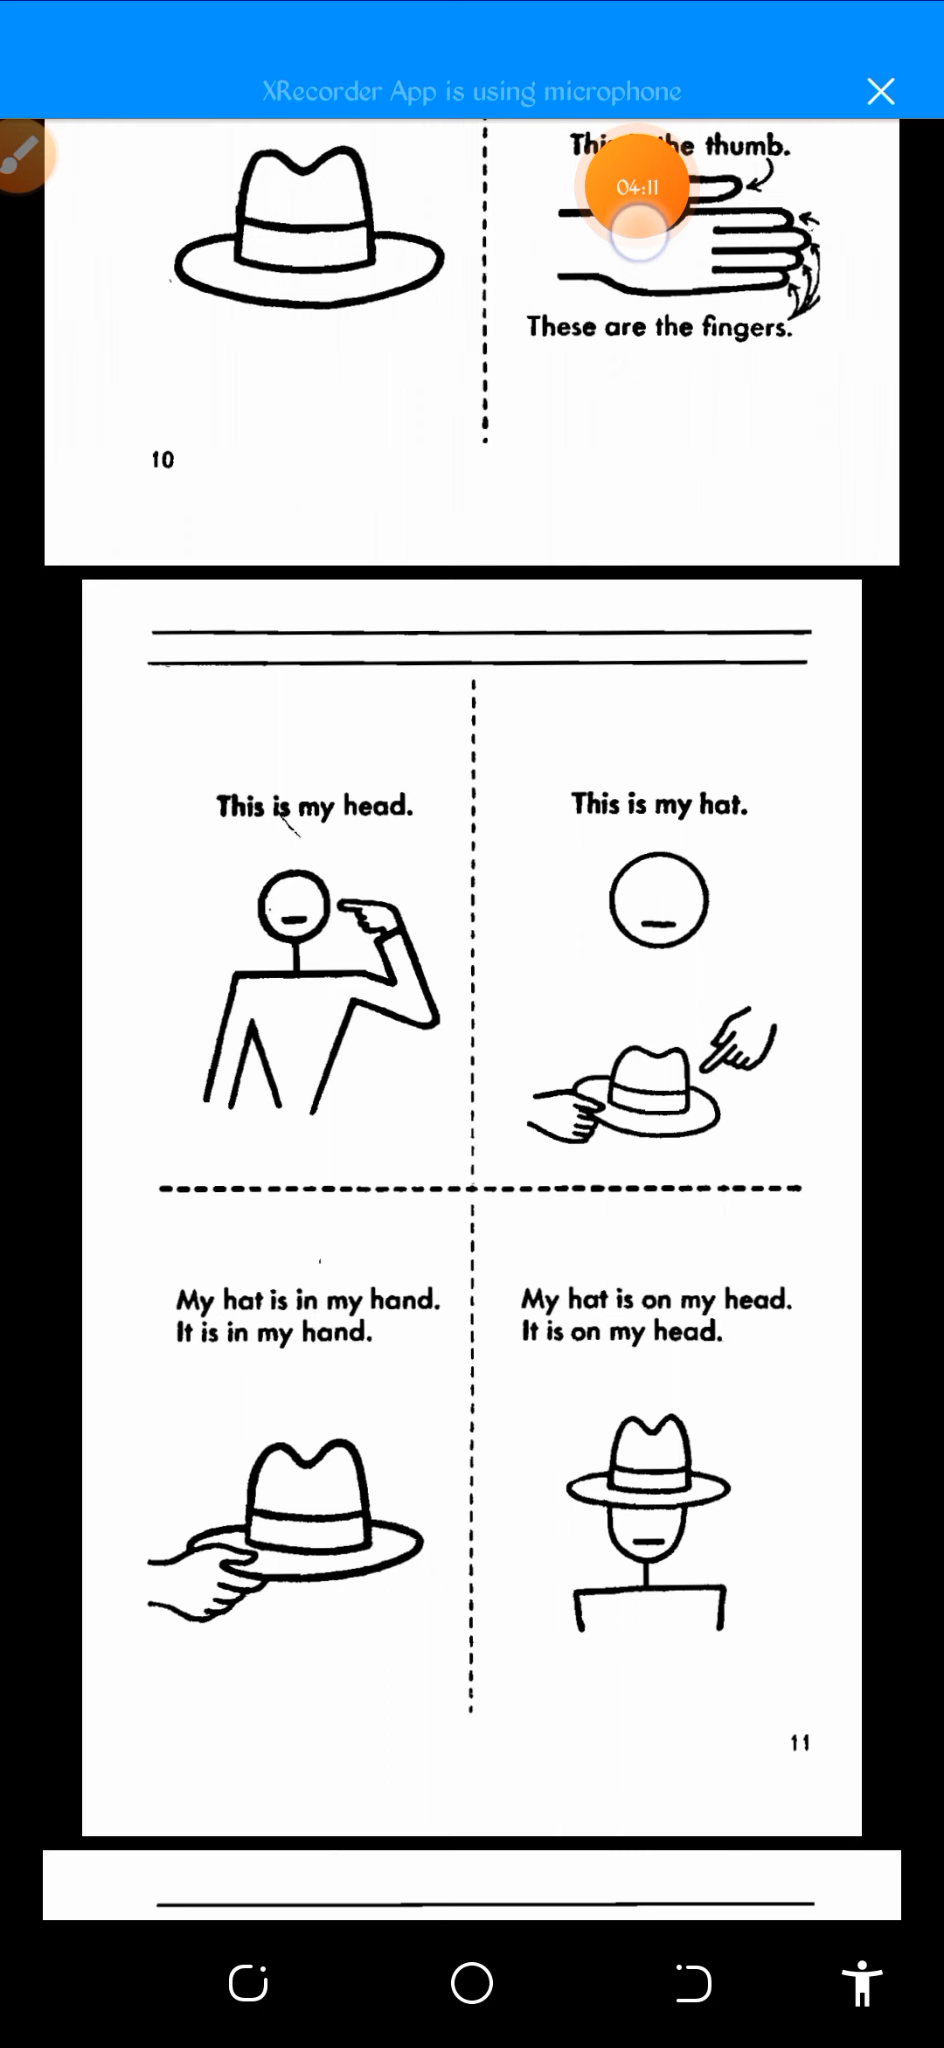 XRecorder App is using microphone
04:11
thumb.
These are the fingers.
10
This is my head.
This is my hat.
My hat is in my hand.
It is in my hand.
My hat is on my head.
It is on my head.
11